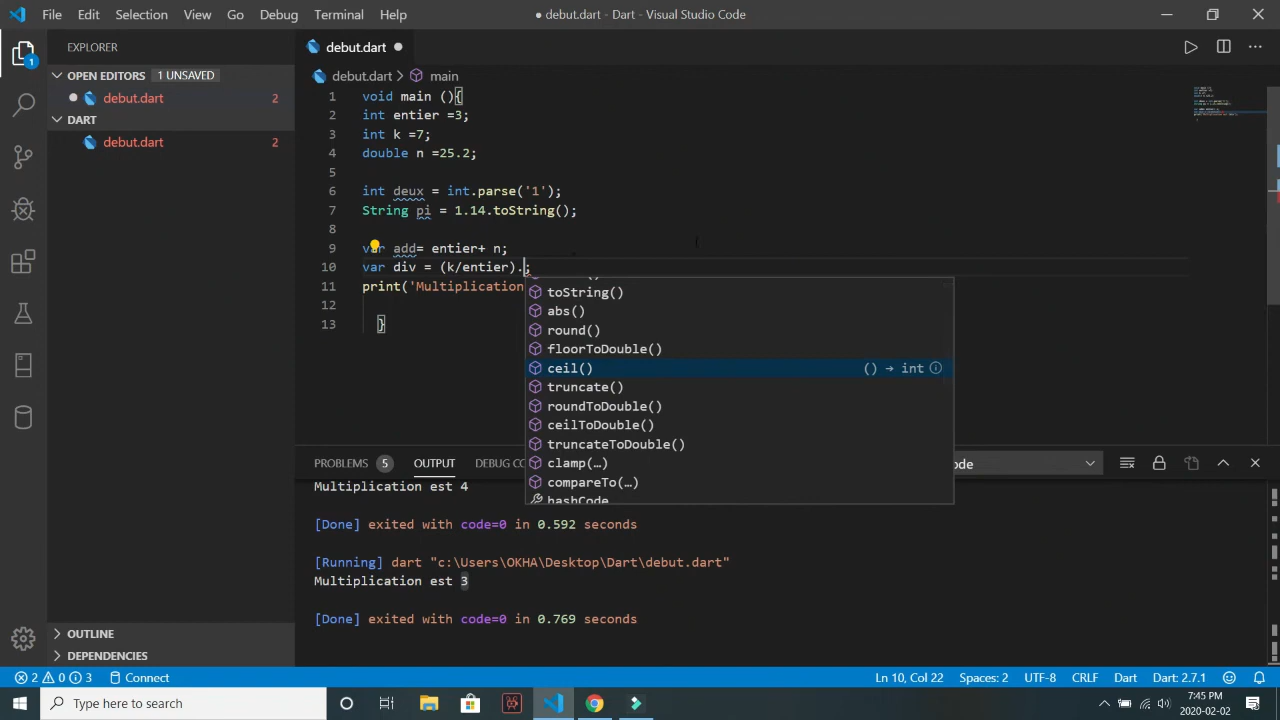 File Edit Selection View Go Debug Terminal Help
● debut.dart - Dart - Visual Studio Code
EXPLORER
OPEN EDITORS 1 UNSAVED
debut.dart 2
DART
debut.dart 2
OUTLINE
DEPENDENCIES
1
debut.dart
debut.dart > main
1 void main (){
2 int entier =3;
3 int k =7;
4 double n =25.2;
5
6 int deux = int.parse('1');
7 String pi = 1.14.toString();
8
9 var add= entier+ n;
10 var div = (k/entier).;
11 print('Multiplication
12
13 }
toString()
abs()
round()
floorToDouble()
ceil() () → int
truncate()
roundToDouble()
ceilToDouble()
truncateToDouble()
clamp(…)
compareTo(…)
hashCode
PROBLEMS 5 OUTPUT DEBUG CO ode
Multiplication est 4
[Done] exited with code=0 in 0.592 seconds
[Running] dart "c:\Users\OKHA\Desktop\Dart\debut.dart"
Multiplication est 3
[Done] exited with code=0 in 0.769 seconds
2 0 3 Connect
Ln 10, Col 22 Spaces: 2 UTF-8 CRLF Dart Dart: 2.7.1
Type here to search
7:45 PM
2020-02-02